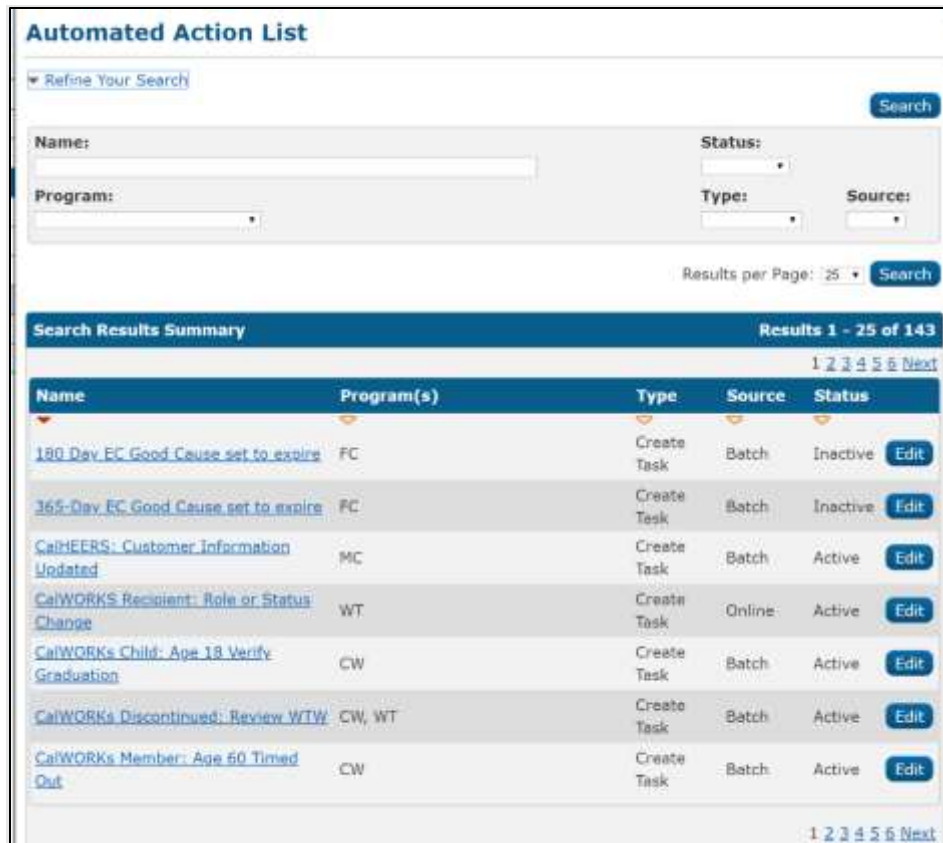 Automated Action List
Refine Your Search
Search
Name:
Status:
Program:
Type:
Source:
Results per Page: 25 Search
Search Results Summary Results 1 - 25 of 143
1 2 3 4 5 6 Next
Name Program(s) Type Source Status
180 Day EC Good Cause set to expire FC Create Task Batch Inactive Edit
365-Day EC Good Cause set to expire FC Create Task Batch Inactive Edit
CalHEERS: Customer Information
Updated MC Create Task Batch Active Edit
CalWORKS Recipient: Role or Status
Change WT Create Task Online Active Edit
CalWORKs Child: Age 18 Verify
Graduation CW Create Task Batch Active Edit
CalWORKs Discontinued: Review WTW CW, WT Create Task Batch Active Edit
CalWORKs Member: Age 60 Timed
Out CW Create Task Batch Active Edit
1 2 3 4 5 6 Next